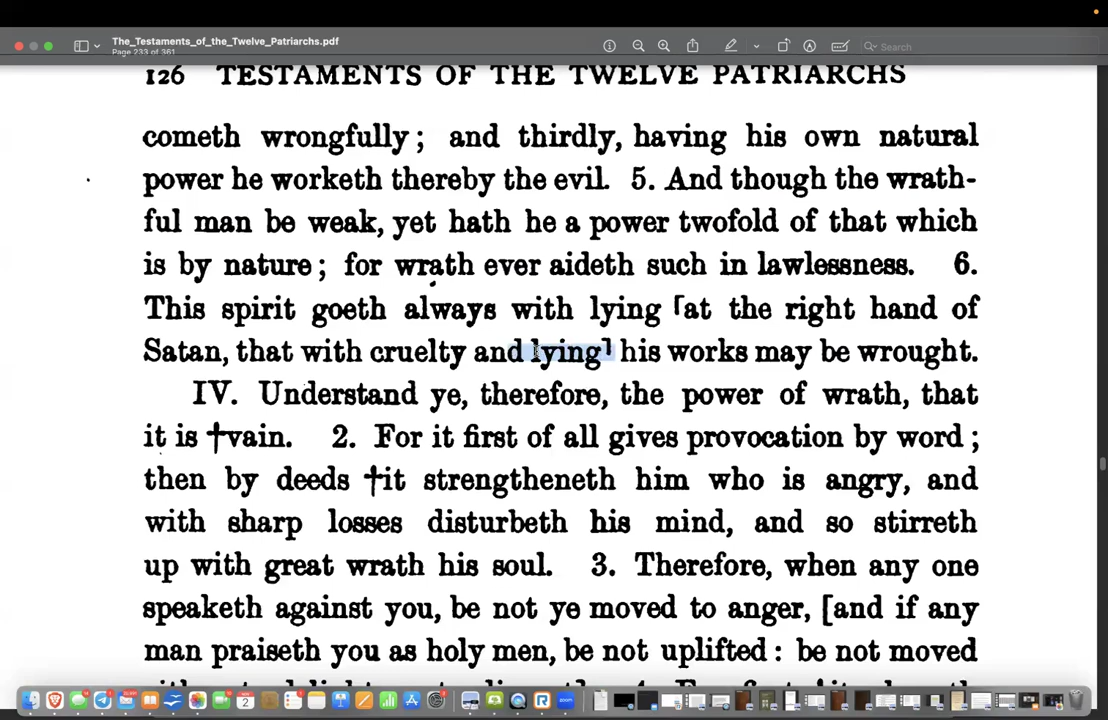 The_Testaments_of_the_Twelve_Patriarchs.pdf
Page 233 of 361
Search
126 TESTAMENTS OF THE TWELVE PATRIARCHS
cometh wrongfully; and thirdly, having his own natural
power he worketh thereby the evil. 5. And though the wrath-
ful man be weak, yet hath he a power twofold of that which
is by nature; for wrath ever aideth such in lawlessness. 6.
This spirit goeth always with lying ⌜at the right hand of
Satan, that with cruelty and lying⌝ his works may be wrought.
IV. Understand ye, therefore, the power of wrath, that
it is †vain. 2. For it first of all gives provocation by word;
then by deeds †it strengtheneth him who is angry, and
with sharp losses disturbeth his mind, and so stirreth
up with great wrath his soul. 3. Therefore, when any one
speaketh against you, be not ye moved to anger, [and if any
man praiseth you as holy men, be not uplifted: be not moved